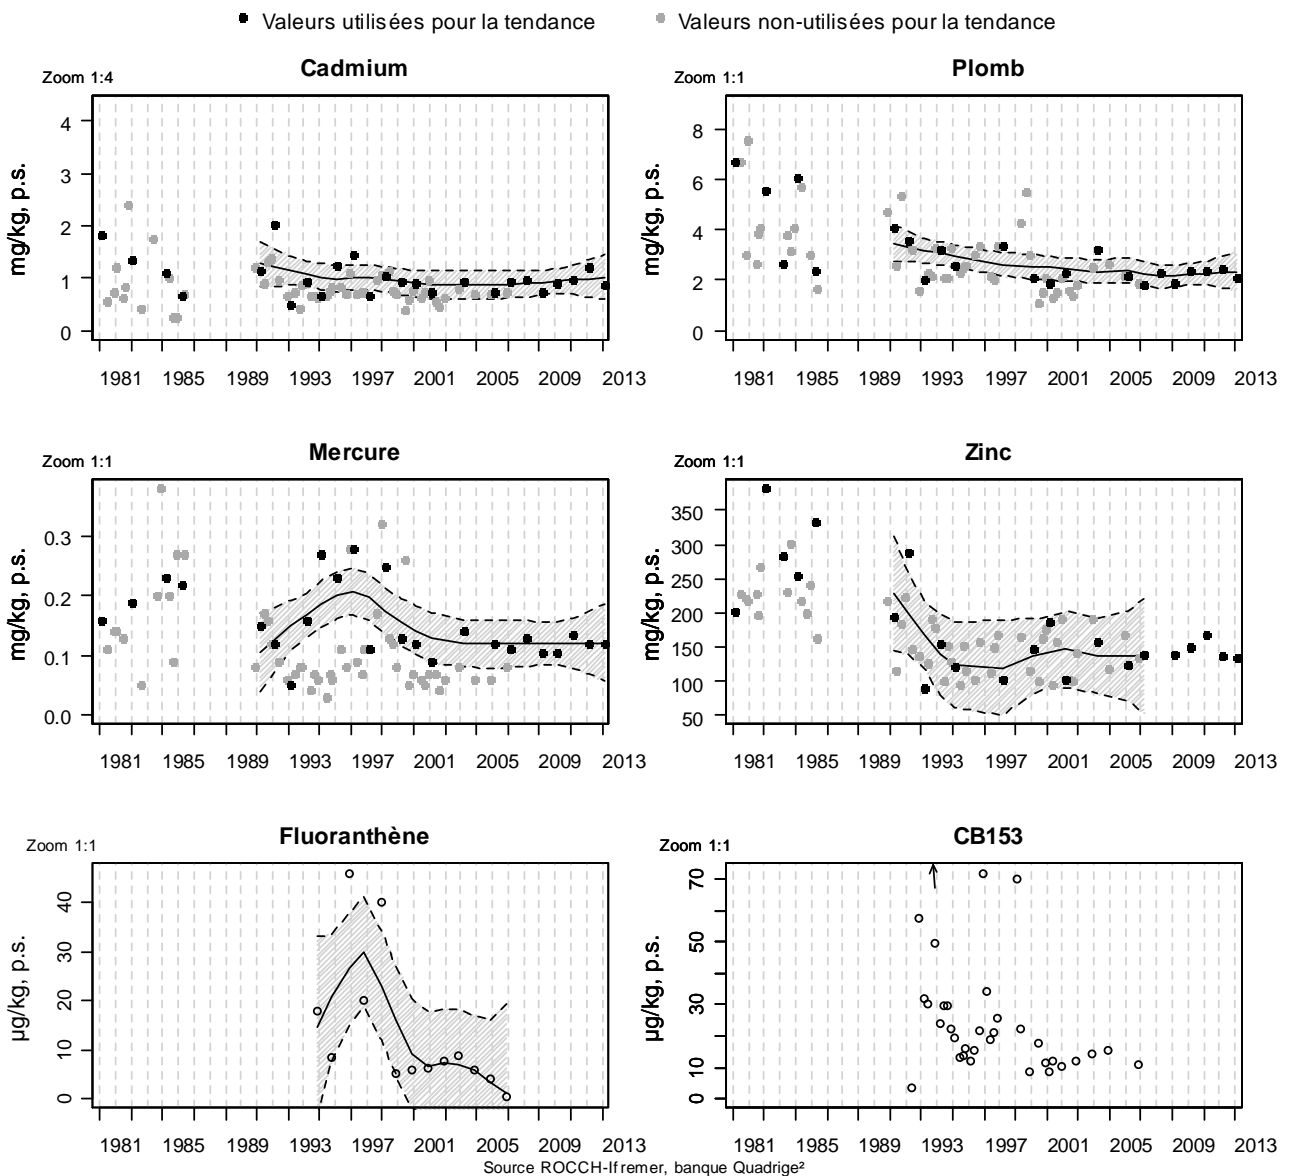 Valeurs utilisées pour la tendance Valeurs non-utilisées pour la tendance
Zoom 1:4 Cadmium
mg/kg, p.s.
4
3
2
1
0
1981 1985 1989 1993 1997 2001 2005 2009 2013
Zoom 1:1 Plomb
mg/kg, p.s.
8
6
4
2
0
1981 1985 1989 1993 1997 2001 2005 2009 2013
Zoom 1:1 Mercure
mg/kg, p.s.
0.3
0.2
0.1
0.0
1981 1985 1989 1993 1997 2001 2005 2009 2013
Zoom 1:1 Zinc
mg/kg, p.s.
350
300
250
200
150
100
50
1981 1985 1989 1993 1997 2001 2005 2009 2013
Zoom 1:1 Fluoranthène
µg/kg, p.s.
40
30
20
10
0
1981 1985 1989 1993 1997 2001 2005 2009 2013
Zoom 1:1 CB153
µg/kg, p.s.
70
50
30
10
0
1981 1985 1989 1993 1997 2001 2005 2009 2013
Source ROCCH-Ifremer, banque Quadrige²